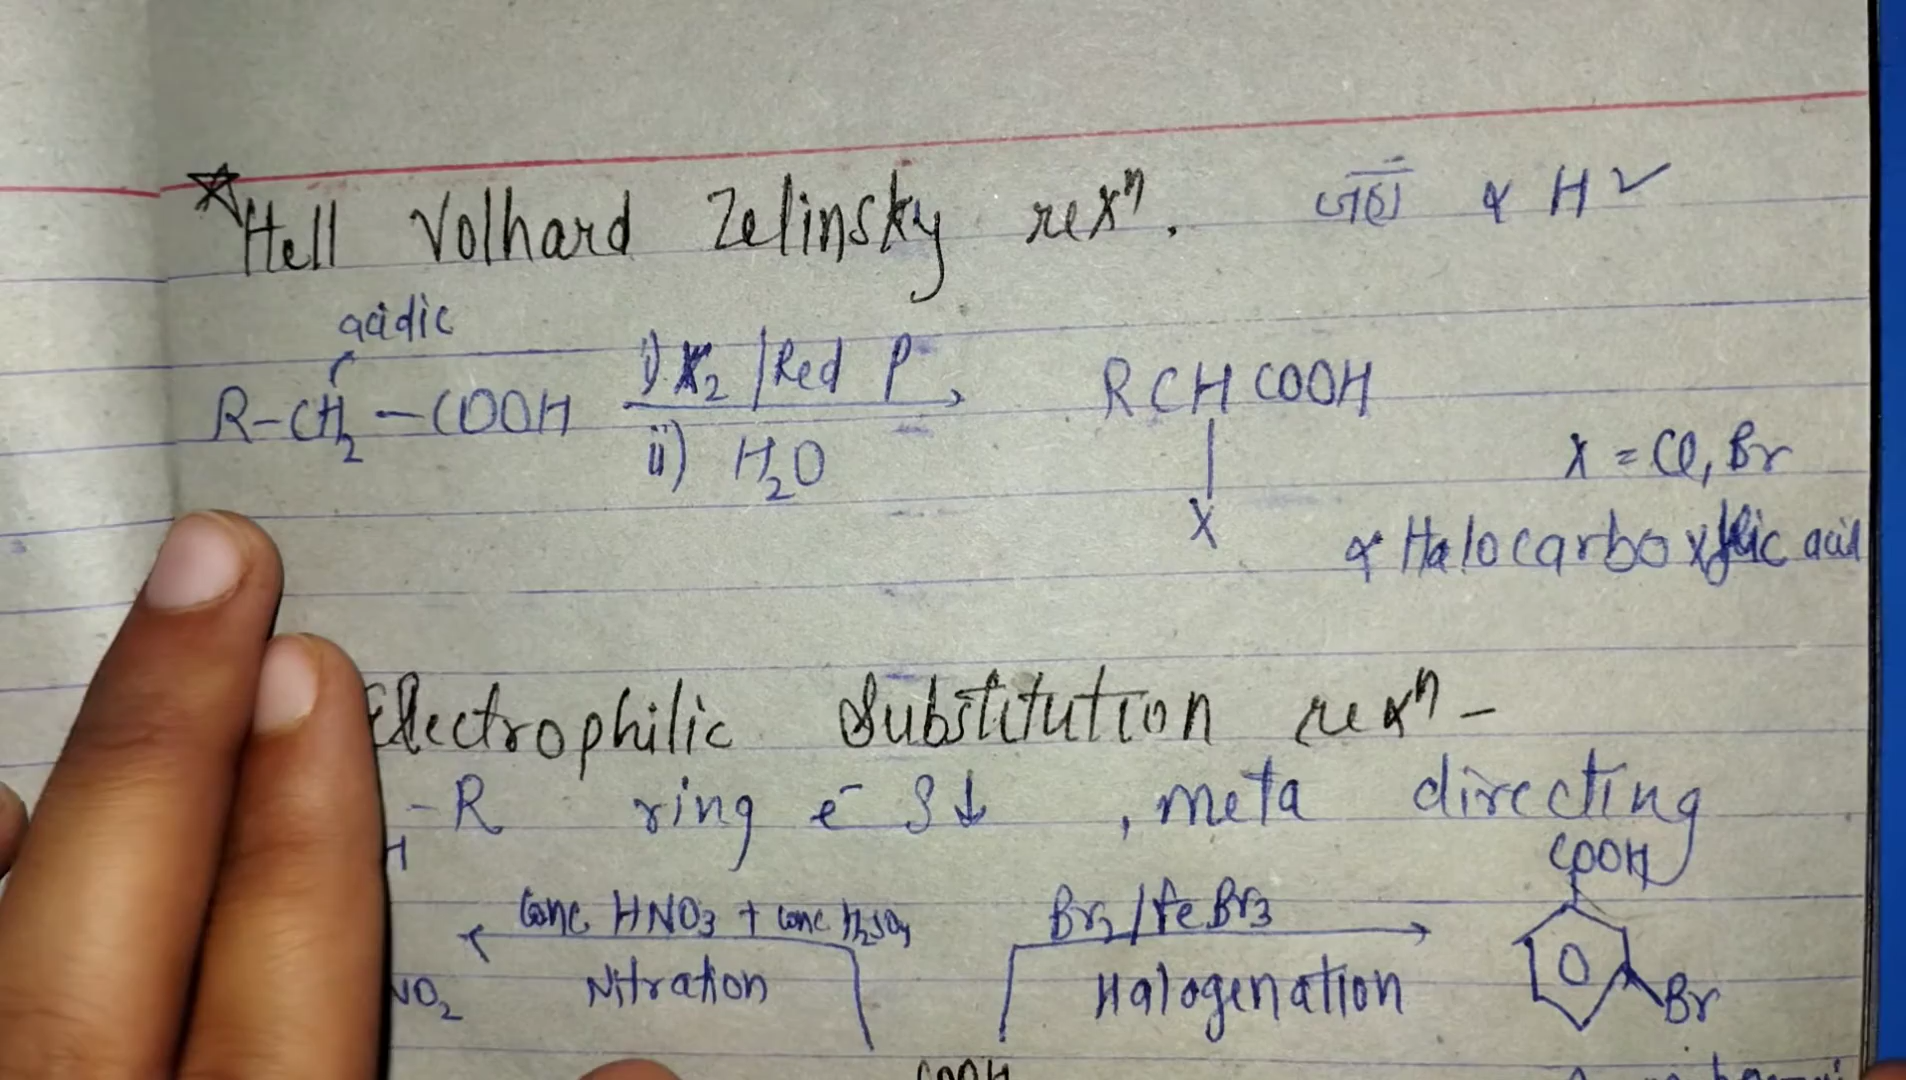 Hell Volhard Zelinsky rexⁿ. जहाँ α H ✓
acidic
R-CH₂-COOH i) X₂ /Red P → RCHCOOH
ii) H₂O
X
X = Cl, Br
α Halocarboxylic acid
Electrophilic Substitution rexⁿ -
-R ring e⁻ δ↓, meta directing
H
COOH
Conc HNO₃ + conc H₂SO₄ Br₂/FeBr₃
Nitration Halogenation
NO₂ Br
COOH